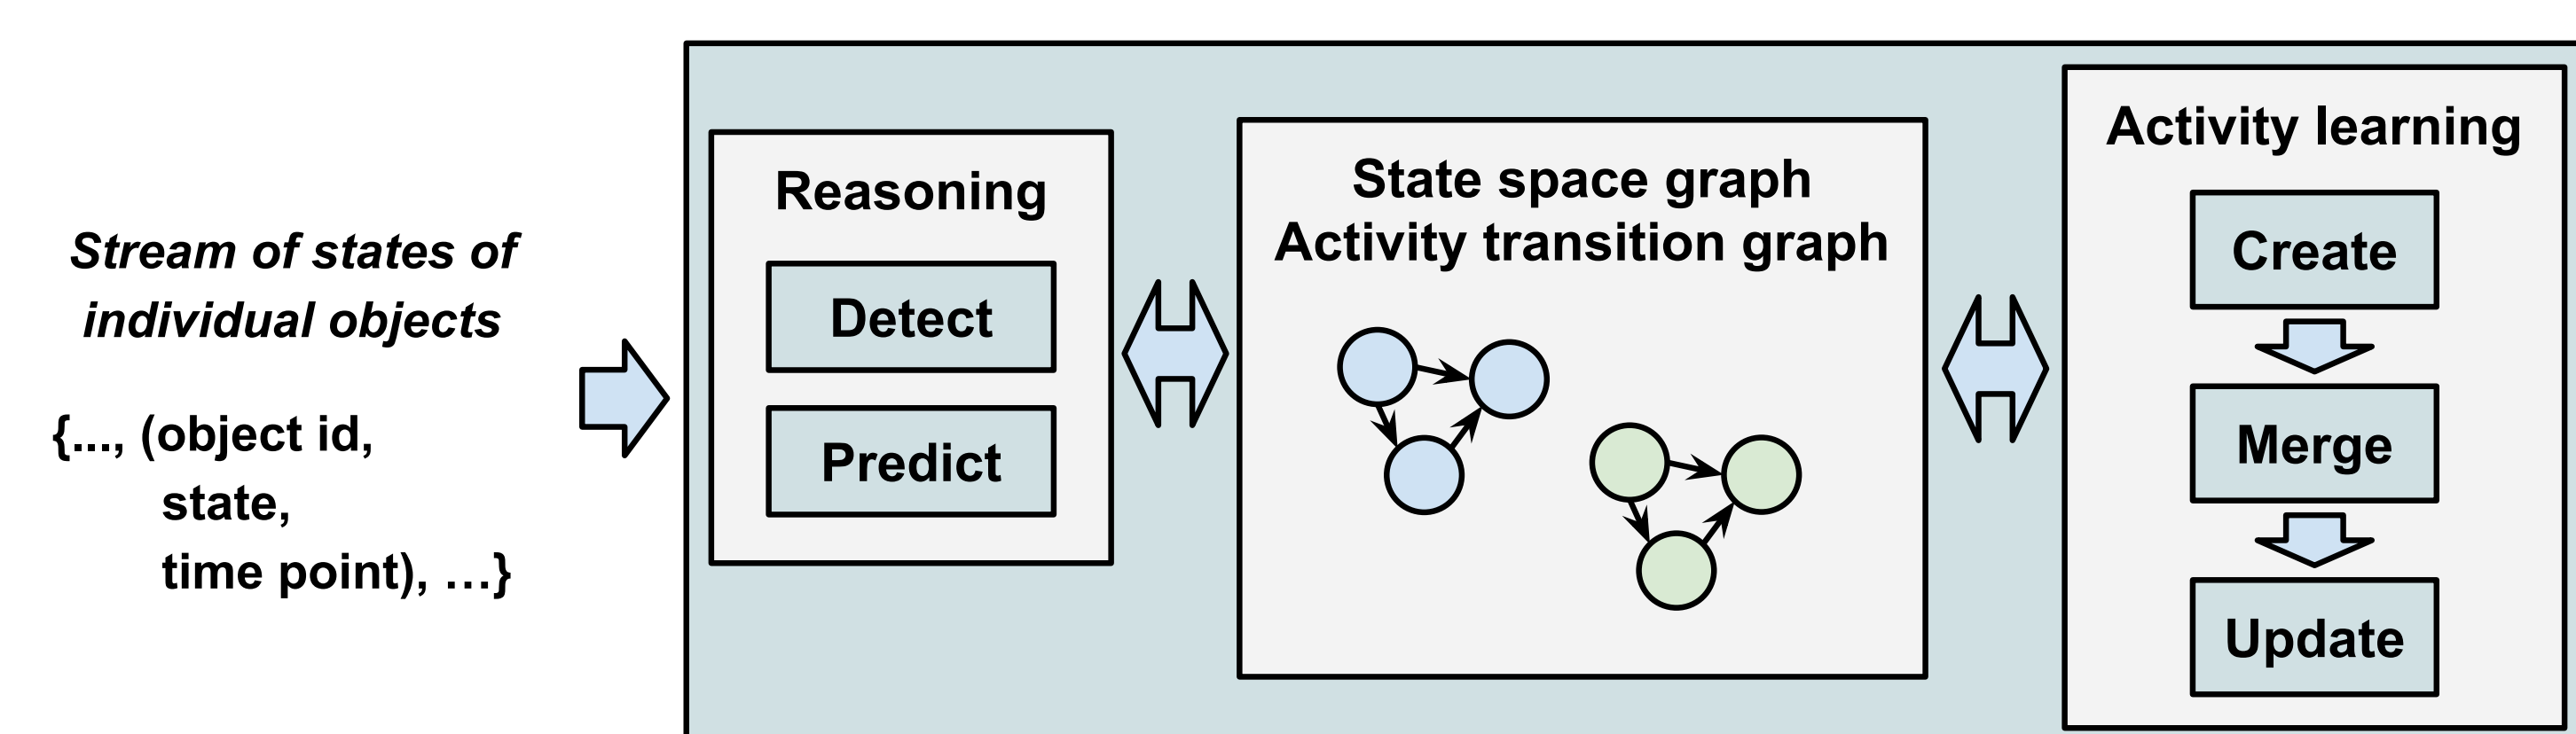 Stream of states of
individual objects
{..., (object id,
state,
time point), …}
Reasoning
Detect
Predict
State space graph
Activity transition graph
Activity learning
Create
Merge
Update